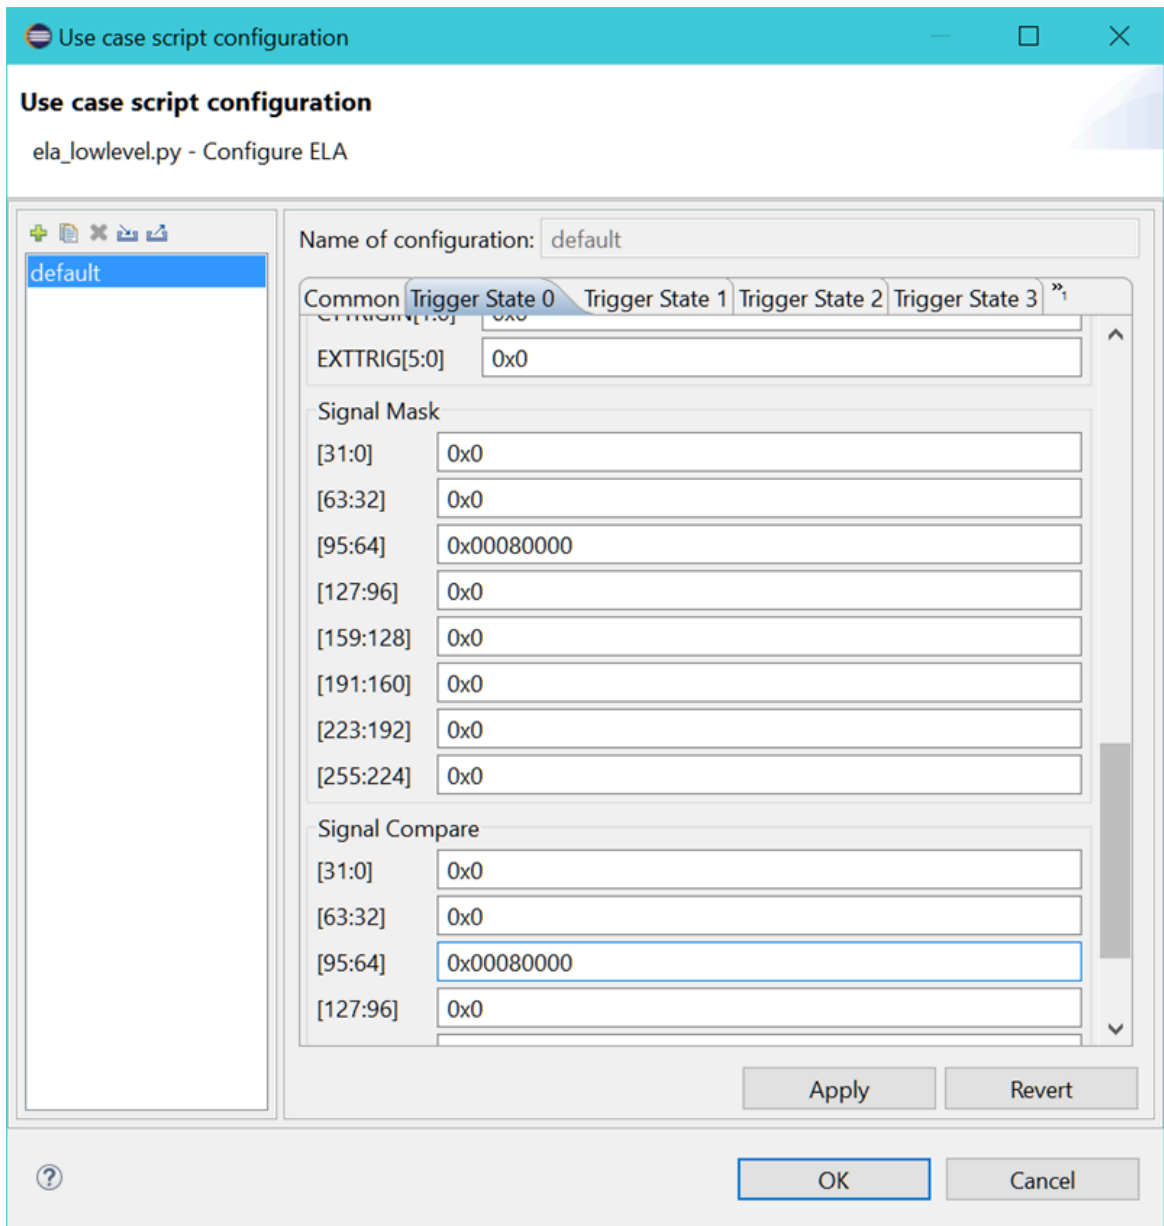 Use case script configuration
Use case script configuration
ela_lowlevel.py - Configure ELA
default
Name of configuration: default
Common Trigger State 0 Trigger State 1 Trigger State 2 Trigger State 3 »1
CTTRIGIN[1:0] 0x0
EXTTRIG[5:0] 0x0
Signal Mask
[31:0] 0x0
[63:32] 0x0
[95:64] 0x00080000
[127:96] 0x0
[159:128] 0x0
[191:160] 0x0
[223:192] 0x0
[255:224] 0x0
Signal Compare
[31:0] 0x0
[63:32] 0x0
[95:64] 0x00080000
[127:96] 0x0
Apply Revert
? OK Cancel